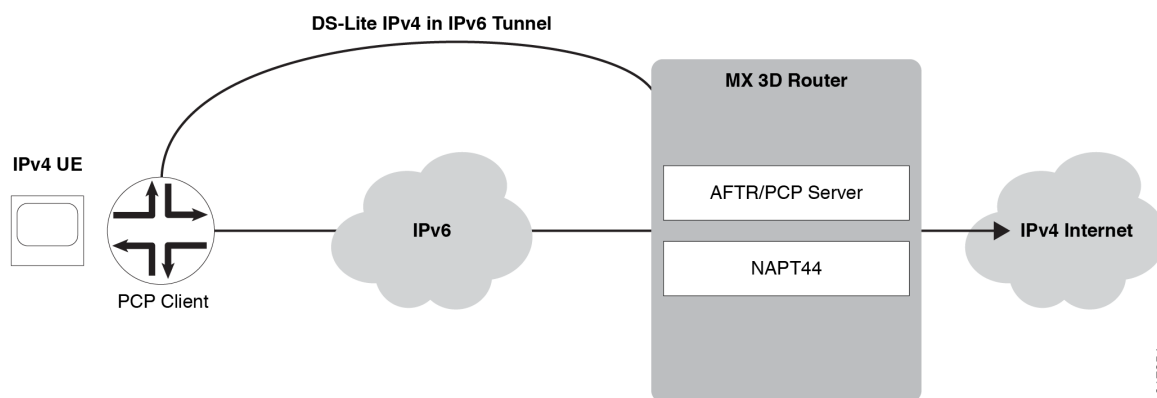 DS-Lite IPv4 in IPv6 Tunnel
MX 3D Router
IPv4 UE
AFTR/PCP Server
IPv6
IPv4 Internet
NAPT44
PCP Client